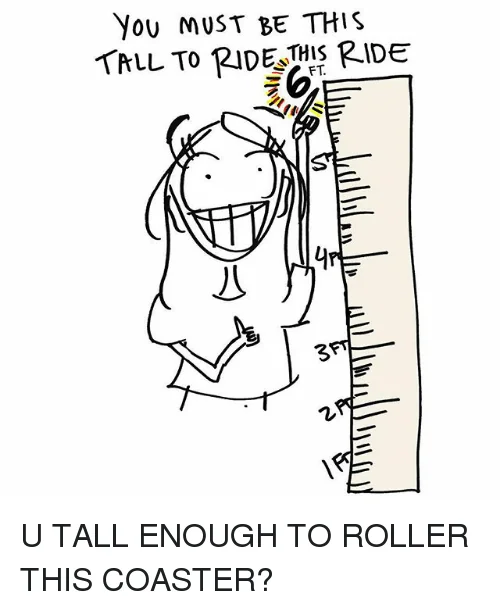 YOU MUST BE THIS
TALL TO RIDE THIS RIDE
6 FT.
5FT
4FT
3FT
2FT
1FT
U TALL ENOUGH TO ROLLER
THIS COASTER?